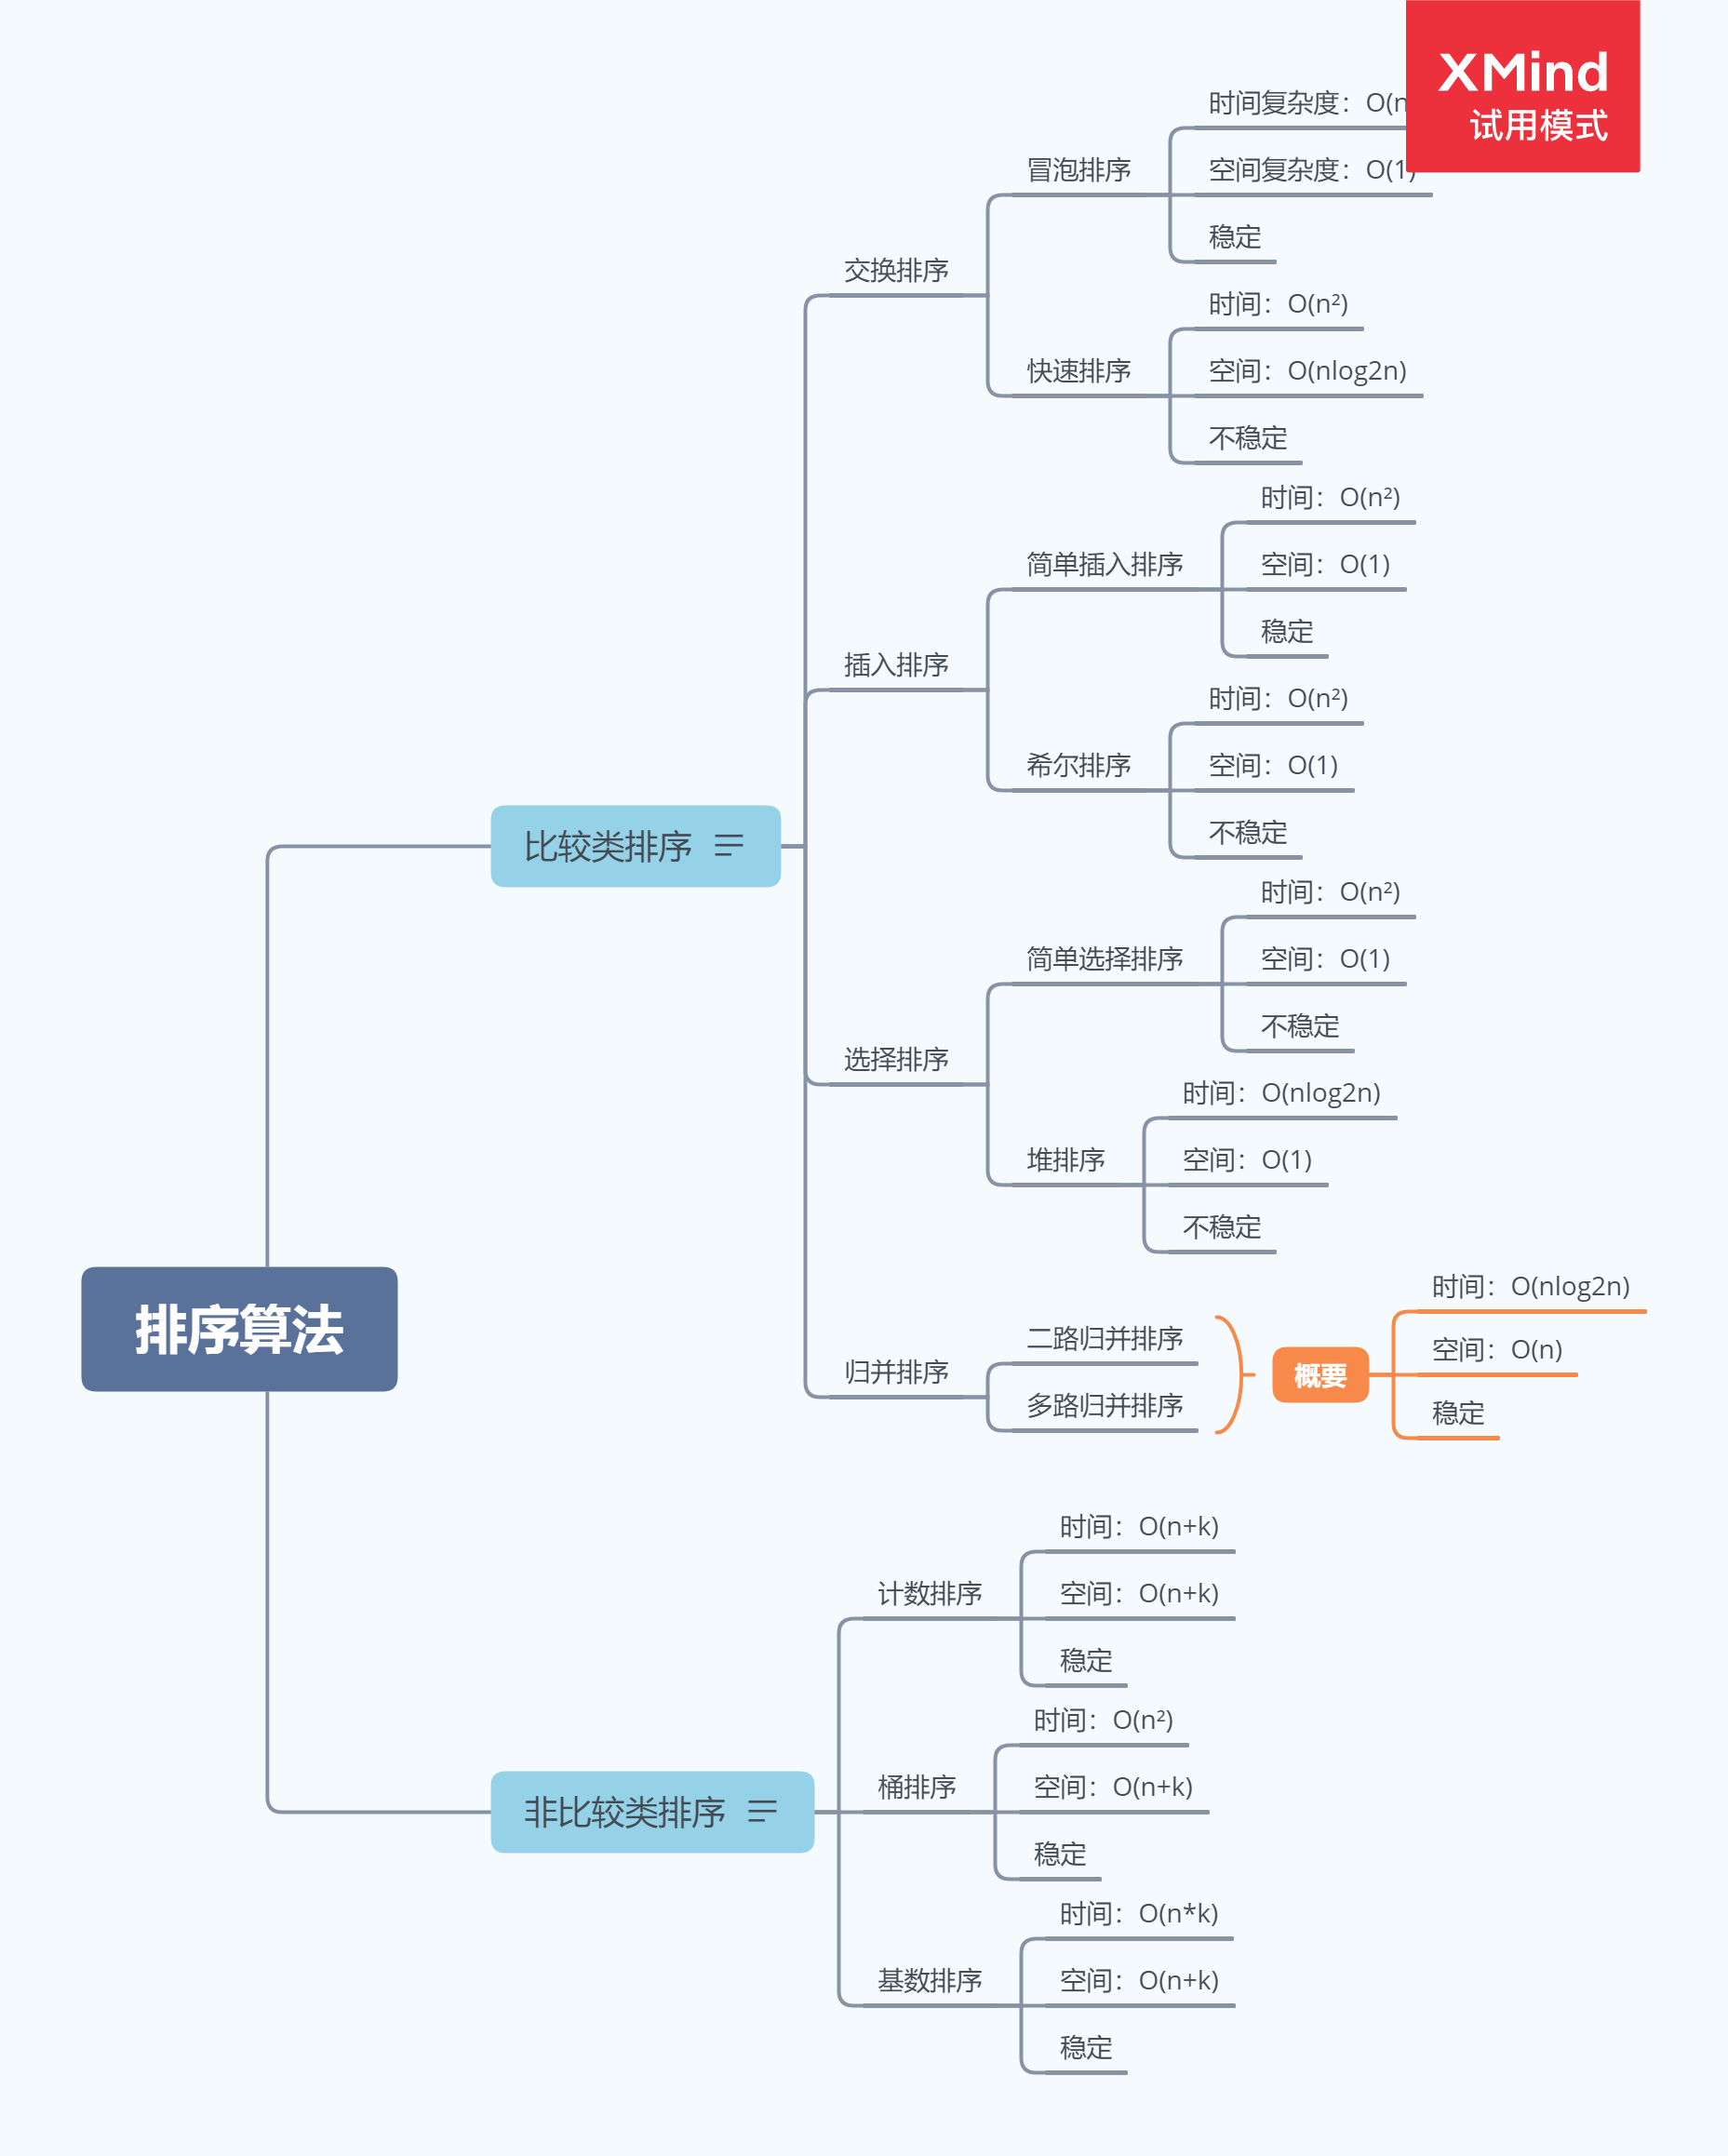 XMind
试用模式
时间复杂度：O(n
冒泡排序
空间复杂度：O(1)
稳定
交换排序
时间：O(n²)
快速排序
空间：O(nlog2n)
不稳定
时间：O(n²)
简单插入排序
空间：O(1)
稳定
插入排序
时间：O(n²)
希尔排序
空间：O(1)
不稳定
比较类排序
时间：O(n²)
简单选择排序
空间：O(1)
不稳定
选择排序
时间：O(nlog2n)
堆排序
空间：O(1)
不稳定
排序算法
时间：O(nlog2n)
二路归并排序
空间：O(n)
归并排序
概要
多路归并排序
稳定
时间：O(n+k)
计数排序
空间：O(n+k)
稳定
时间：O(n²)
非比较类排序
桶排序
空间：O(n+k)
稳定
时间：O(n*k)
基数排序
空间：O(n+k)
稳定